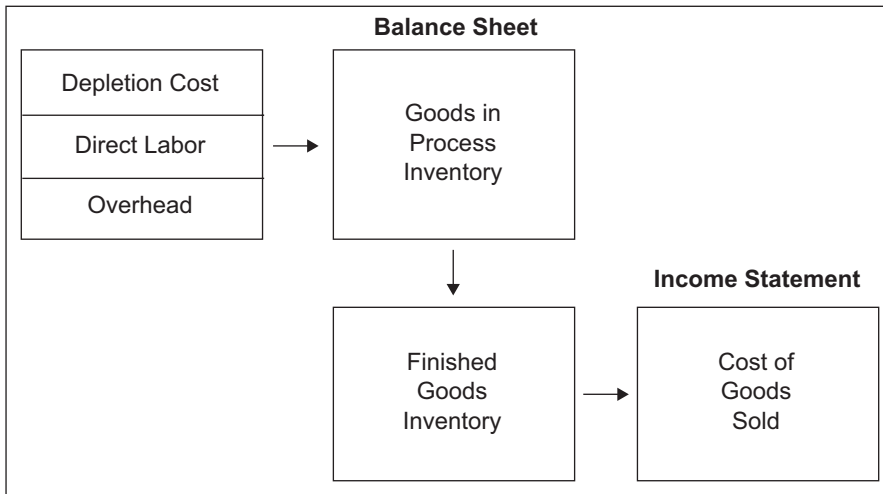 Balance Sheet
Depletion Cost
Direct Labor
Overhead
Goods in
Process
Inventory
Income Statement
Finished
Goods
Inventory
Cost of
Goods
Sold